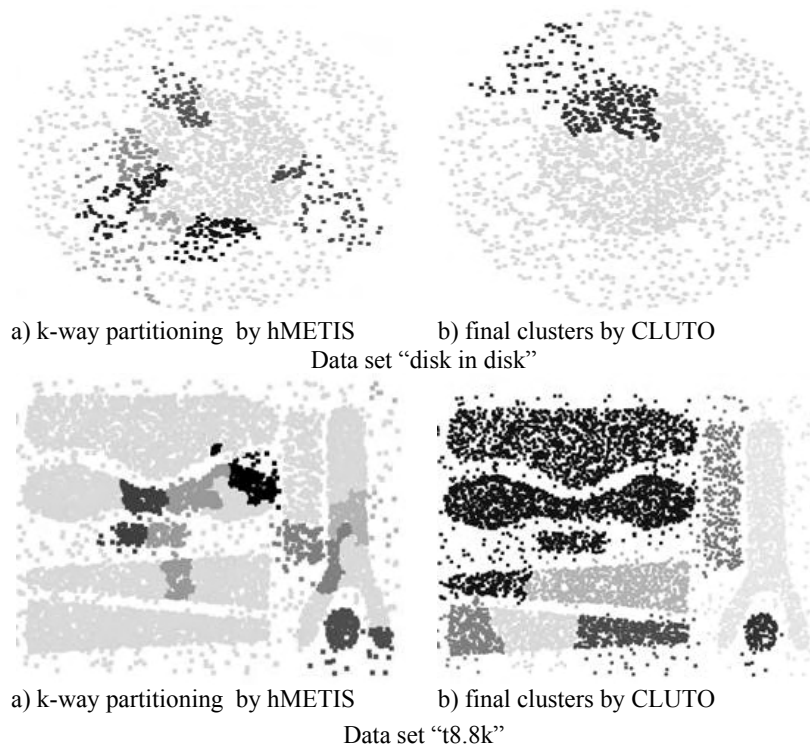 a) k-way partitioning by hMETIS
b) final clusters by CLUTO
Data set “disk in disk”
a) k-way partitioning by hMETIS
b) final clusters by CLUTO
Data set “t8.8k”